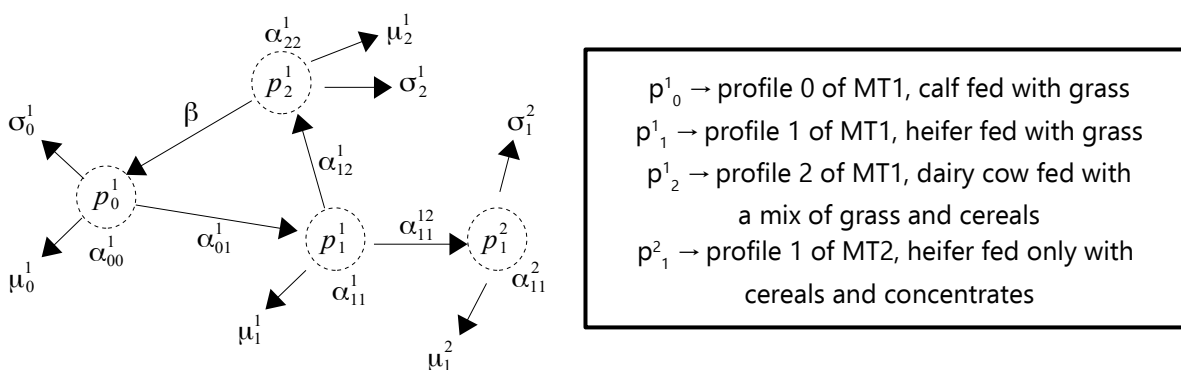 α¹₂₂
μ¹₂
p¹₂
σ¹₂
β
σ¹₀
σ²₁
α¹₁₂
p¹₀
α¹₀₁
p¹₁
α¹²₁₁
p²₁
α¹₀₀
μ¹₀
α¹₁₁
α²₁₁
μ¹₁
μ²₁
p¹₀ → profile 0 of MT1, calf fed with grass
p¹₁ → profile 1 of MT1, heifer fed with grass
p¹₂ → profile 2 of MT1, dairy cow fed with
a mix of grass and cereals
p²₁ → profile 1 of MT2, heifer fed only with
cereals and concentrates